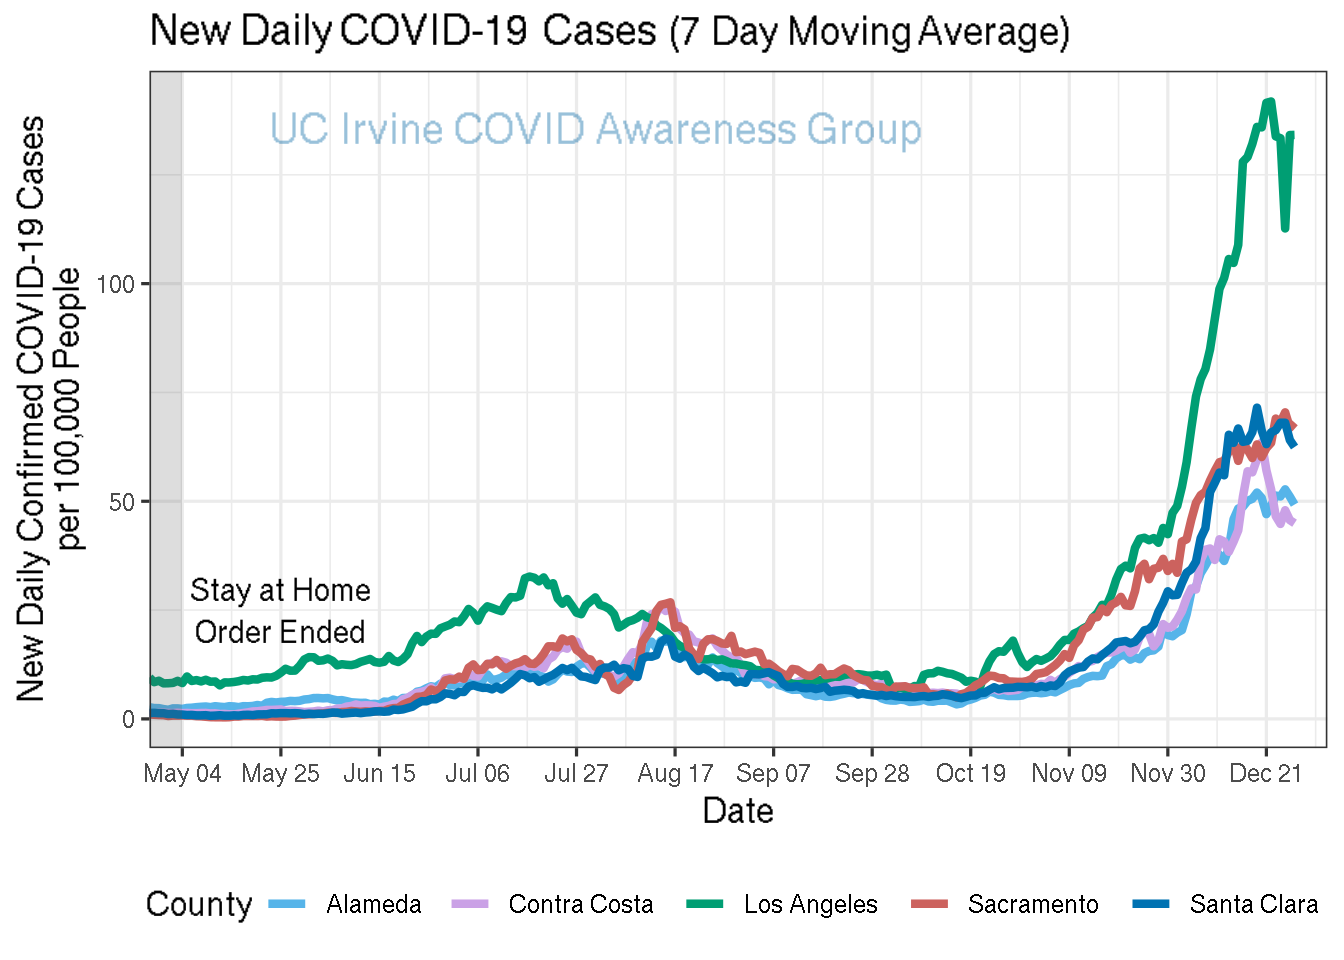 New Daily COVID-19 Cases (7 Day Moving Average)
UC Irvine COVID Awareness Group
New Daily Confirmed COVID-19 Cases
per 100,000 People
100
50
0
Stay at Home
Order Ended
May 04 May 25 Jun 15 Jul 06 Jul 27 Aug 17 Sep 07 Sep 28 Oct 19 Nov 09 Nov 30 Dec 21
Date
County Alameda Contra Costa Los Angeles Sacramento Santa Clara